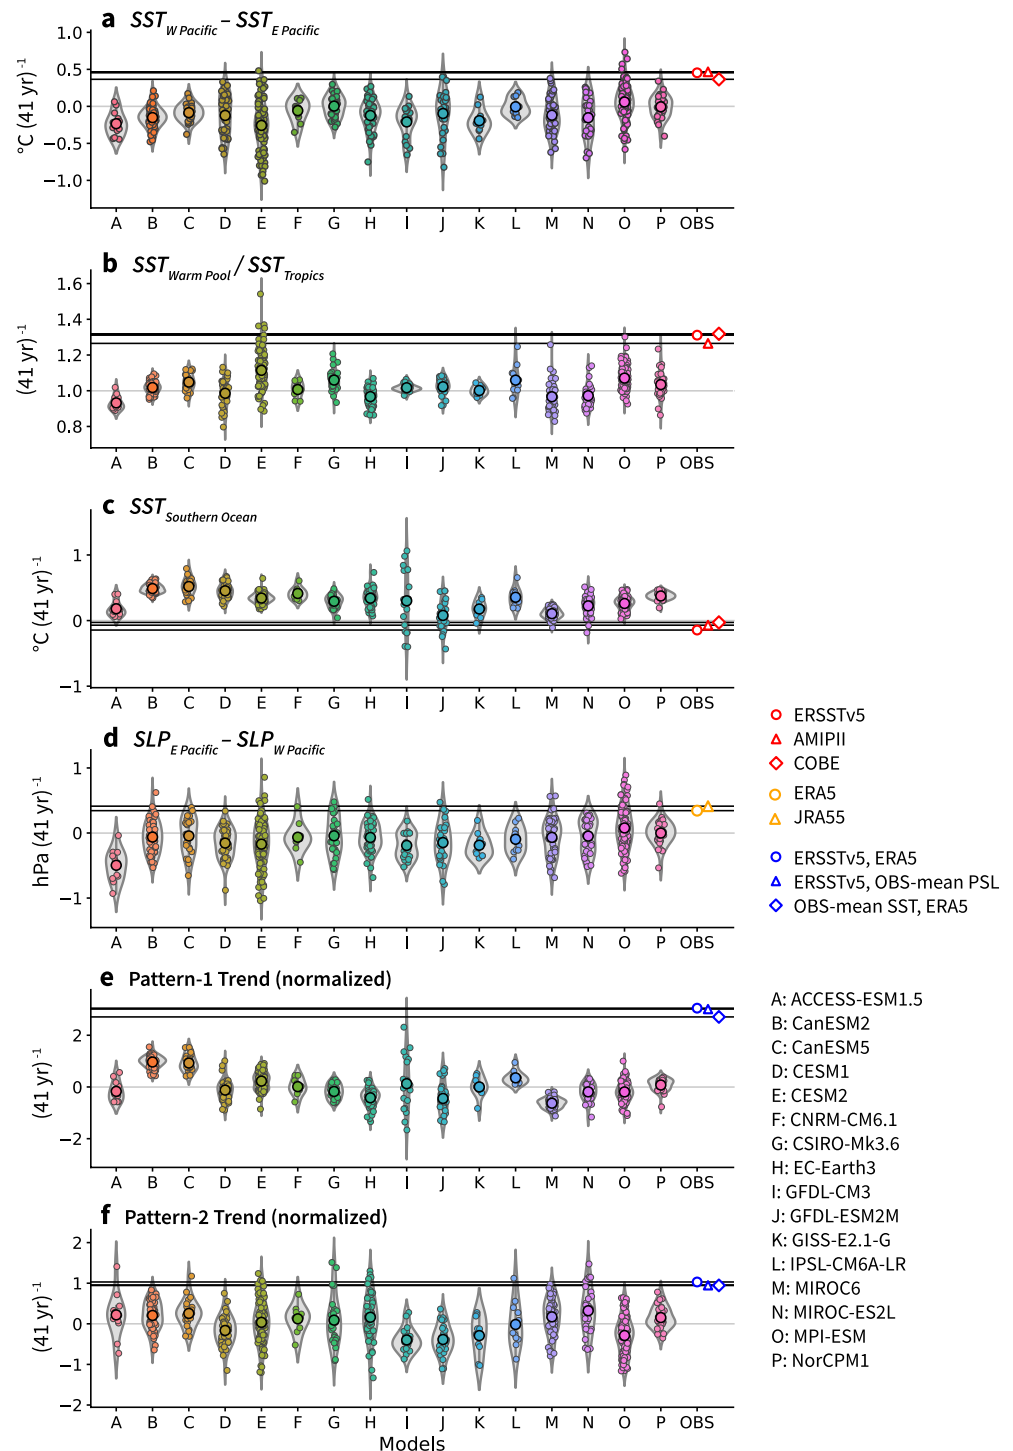 a SST W Pacific – SST E Pacific
1.0
0.5
0.0
−0.5
−1.0
°C (41 yr) -1
A B C D E F G H I J K L M N O P OBS
b SST Warm Pool / SST Tropics
1.6
1.4
1.2
1.0
0.8
(41 yr) -1
A B C D E F G H I J K L M N O P OBS
c SST Southern Ocean
1
0
−1
°C (41 yr) -1
A B C D E F G H I J K L M N O P OBS
d SLP E Pacific – SLP W Pacific
1
0
−1
hPa (41 yr) -1
A B C D E F G H I J K L M N O P OBS
e Pattern-1 Trend (normalized)
2
0
−2
(41 yr) -1
A B C D E F G H I J K L M N O P OBS
f Pattern-2 Trend (normalized)
2
1
0
−1
−2
(41 yr) -1
A B C D E F G H I J K L M N O P OBS
Models
ERSSTv5
AMIPII
COBE
ERA5
JRA55
ERSSTv5, ERA5
ERSSTv5, OBS-mean PSL
OBS-mean SST, ERA5
A: ACCESS-ESM1.5
B: CanESM2
C: CanESM5
D: CESM1
E: CESM2
F: CNRM-CM6.1
G: CSIRO-Mk3.6
H: EC-Earth3
I: GFDL-CM3
J: GFDL-ESM2M
K: GISS-E2.1-G
L: IPSL-CM6A-LR
M: MIROC6
N: MIROC-ES2L
O: MPI-ESM
P: NorCPM1